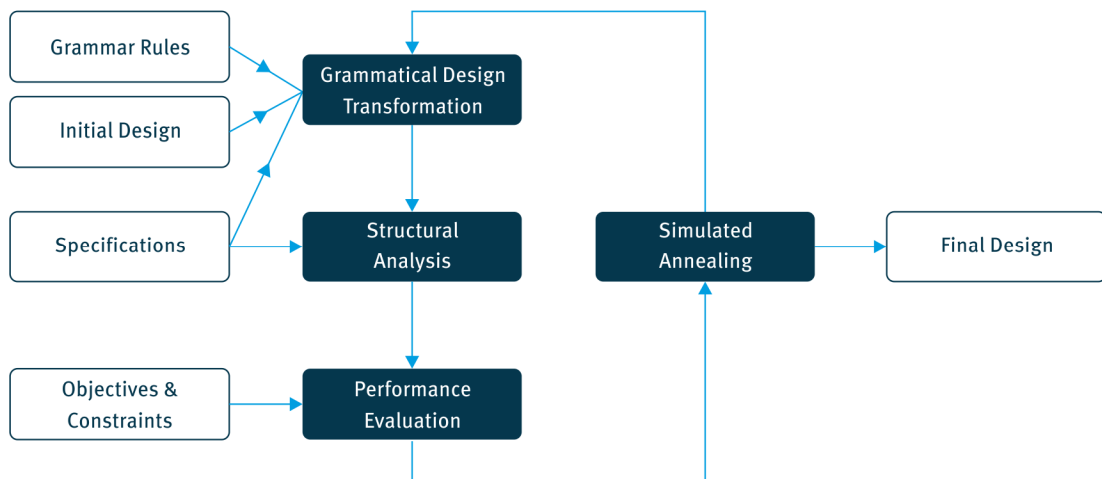 Grammar Rules
Grammatical Design
Transformation
Initial Design
Specifications
Structural
Analysis
Simulated
Annealing
Final Design
Objectives &
Constraints
Performance
Evaluation